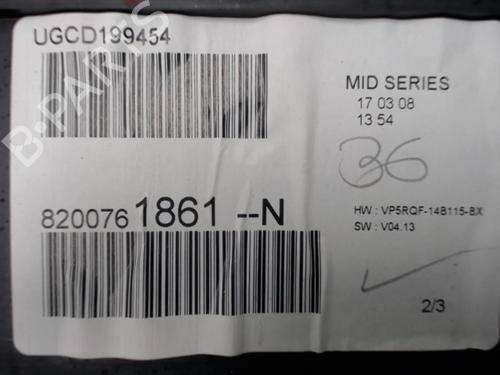 UGCD199454
MID SERIES
17 03 08
13 54
36
8200761861 --N
HW : VP5RQF-14B115-BX
SW : V04.13
2/3
B-PARTS